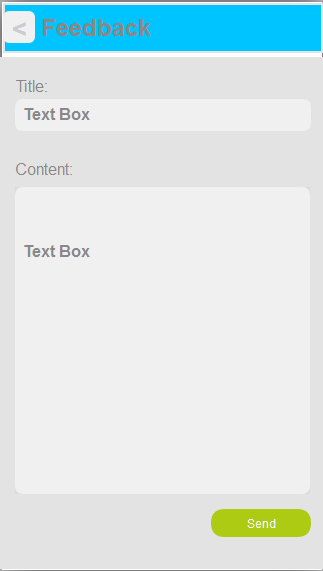 < Feedback
Title:
Text Box
Content:
Text Box
Send